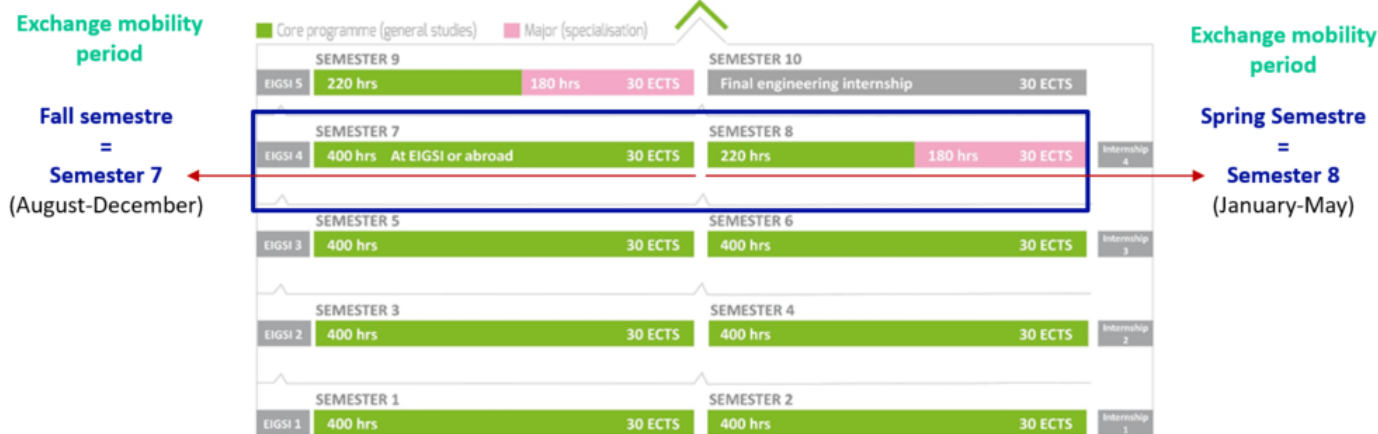 Exchange mobility
period
Fall semestre
=
Semester 7
(August-December)
Core programme (general studies) Major (specialisation)
SEMESTER 9 SEMESTER 10
EIGSI 5 220 hrs 180 hrs 30 ECTS Final engineering internship 30 ECTS
SEMESTER 7 SEMESTER 8
EIGSI 4 400 hrs At EIGSI or abroad 30 ECTS 220 hrs 180 hrs 30 ECTS Internship
4
SEMESTER 5 SEMESTER 6
EIGSI 3 400 hrs 30 ECTS 400 hrs 30 ECTS Internship
3
SEMESTER 3 SEMESTER 4
EIGSI 2 400 hrs 30 ECTS 400 hrs 30 ECTS Internship
2
SEMESTER 1 SEMESTER 2
EIGSI 1 400 hrs 30 ECTS 400 hrs 30 ECTS Internship
1
Exchange mobility
period
Spring Semestre
=
Semester 8
(January-May)